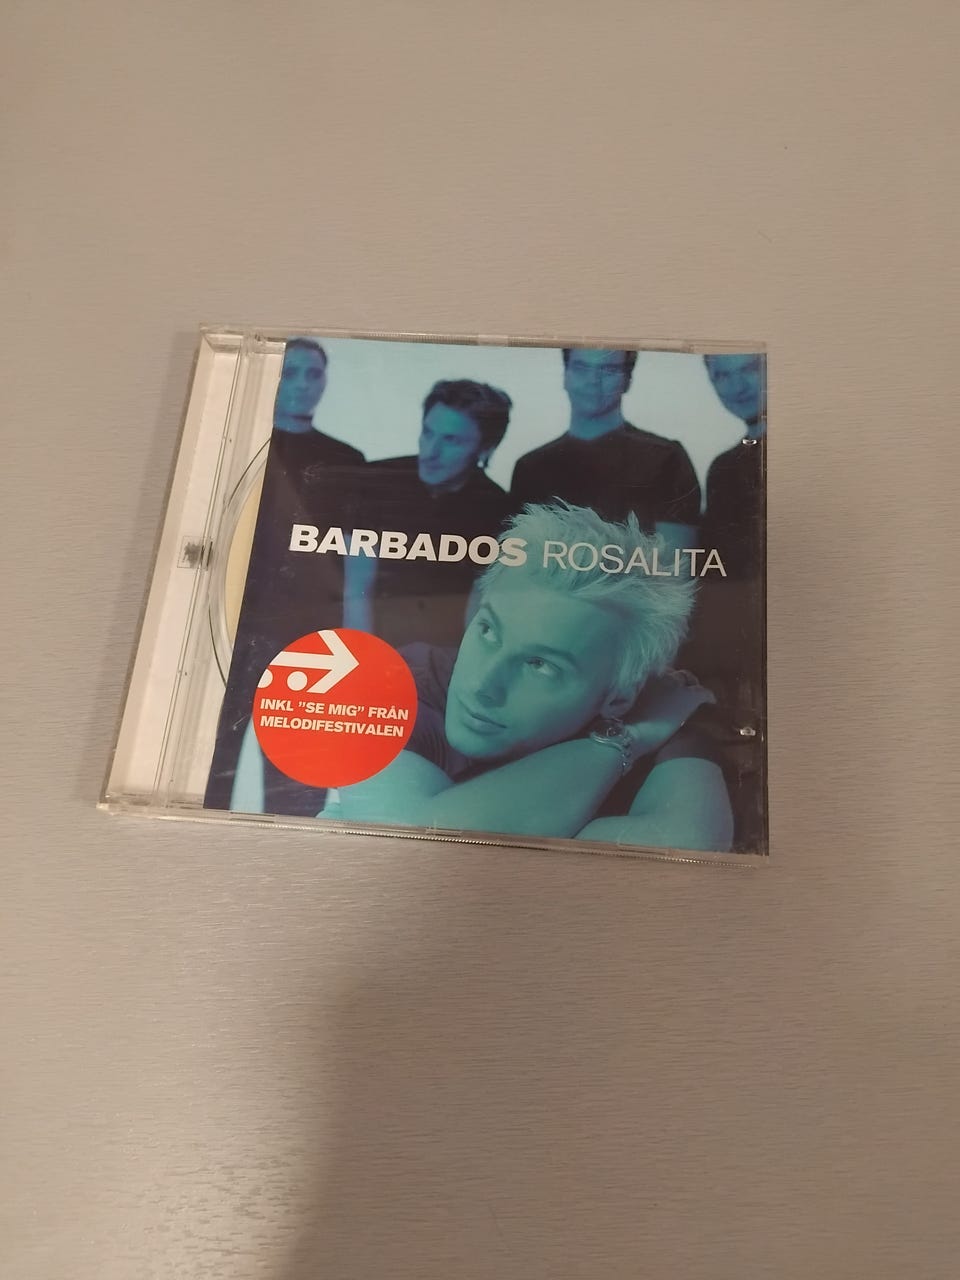 BARBADOS ROSALITA
INKL "SE MIG" FRÅN
MELODIFESTIVALEN